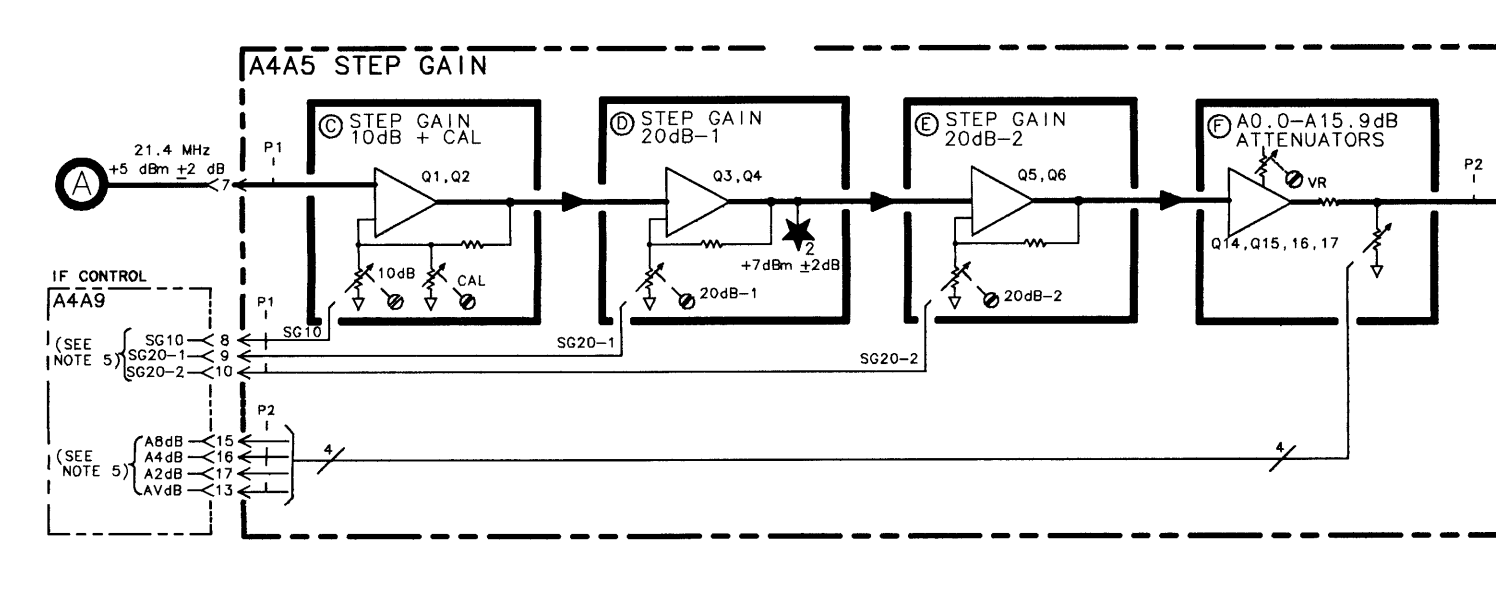 A4A5 STEP GAIN
C STEP GAIN
10dB + CAL
D STEP GAIN
20dB-1
E STEP GAIN
20dB-2
F A0.0-A15.9dB
ATTENUATORS
21.4 MHz
+5 dBm ±2 dB
A
7
P1
Q1,Q2
Q3,Q4
Q5,Q6
VR
P2
Q14,Q15,16,17
2
+7dBm ±2dB
10dB
CAL
20dB-1
20dB-2
IF CONTROL
A4A9
P1
(SEE
NOTE 5)
SG10 8
SG20-1 9
SG20-2 10
SG10
SG20-1
SG20-2
P2
(SEE
NOTE 5)
A8dB 15
A4dB 16
A2dB 17
AVdB 13
4
4